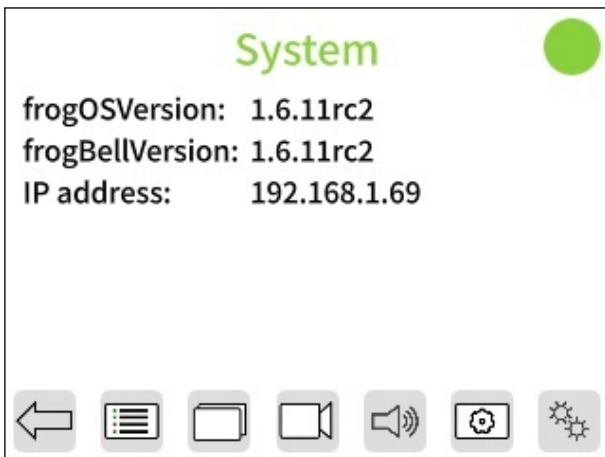 System
frogOSVersion: 1.6.11rc2
frogBellVersion: 1.6.11rc2
IP address: 192.168.1.69